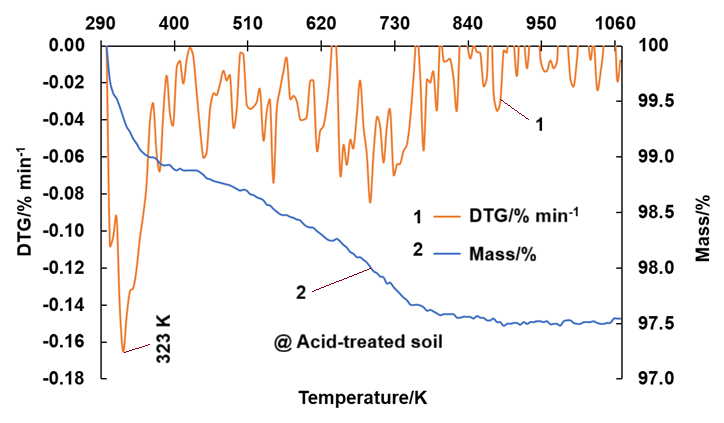 290 400 510 620 730 840 950 1060
0.00 100
-0.02
-0.04 99.5
-0.06 99.0
-0.08
-0.10 98.5
-0.12 98.0
-0.14 97.5
-0.16
-0.18 97.0
DTG/% min-1
Mass/%
1
1 DTG/% min-1
2 Mass/%
2
323 K
@ Acid-treated soil
Temperature/K